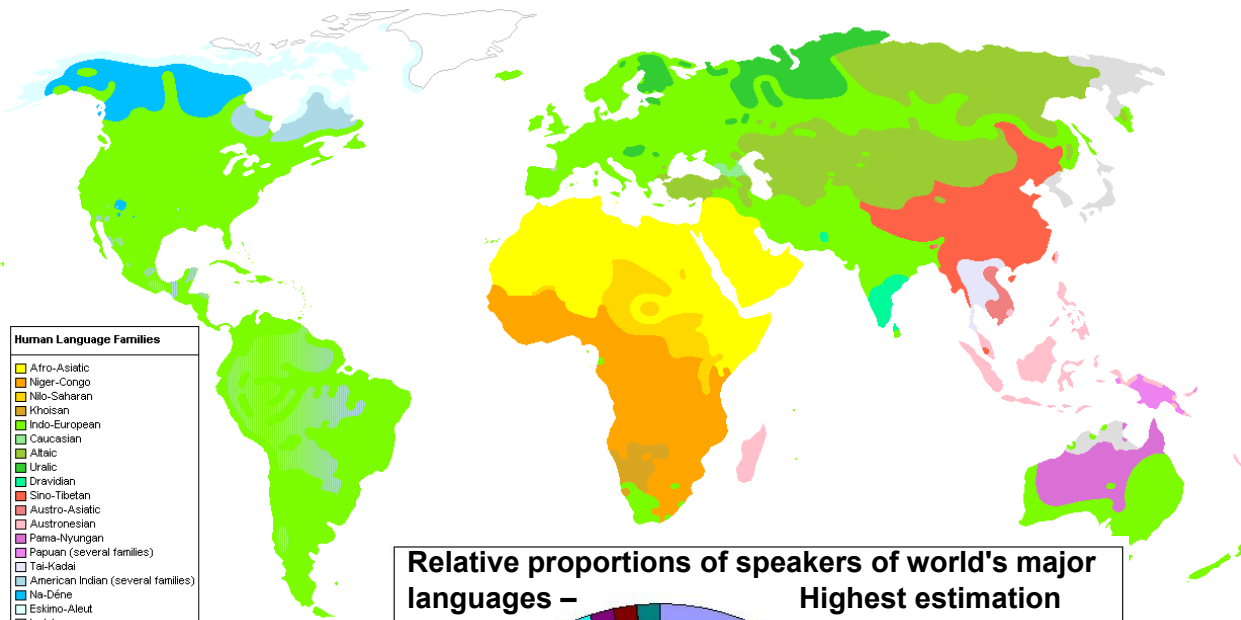 Human Language Families
Afro-Asiatic
Niger-Congo
Nilo-Saharan
Khoisan
Indo-European
Caucasian
Altaic
Uralic
Dravidian
Sino-Tibetan
Austro-Asiatic
Austronesian
Pama-Nyungan
Papuan (several families)
Tai-Kadai
American Indian (several families)
Na-Déne
Eskimo-Aleut
Relative proportions of speakers of world's major
languages – Highest estimation